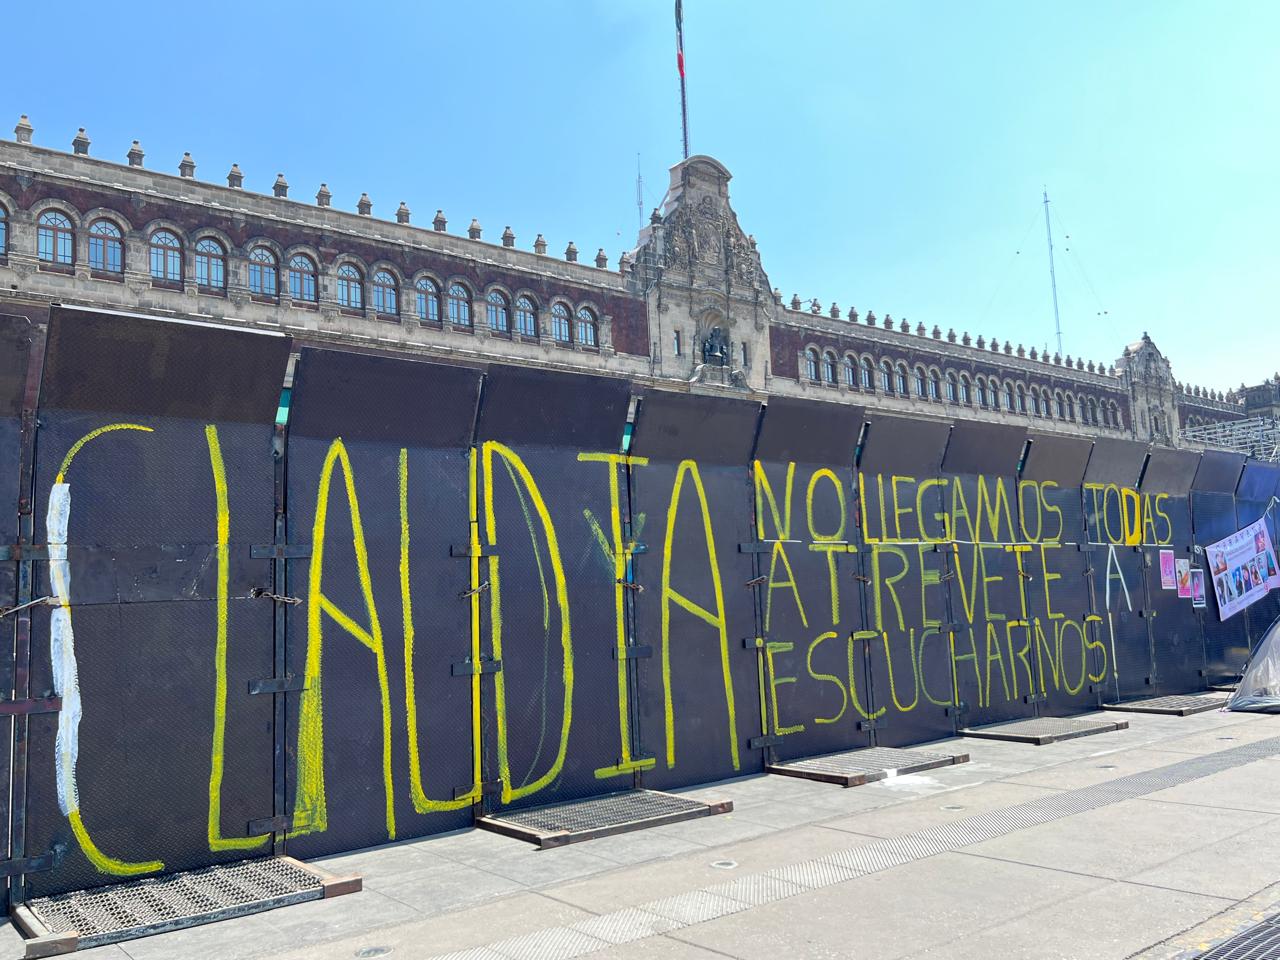 CLAUDIA
NO LLEGAMOS TODAS
ATREVETE A
ESCUCHARNOS!